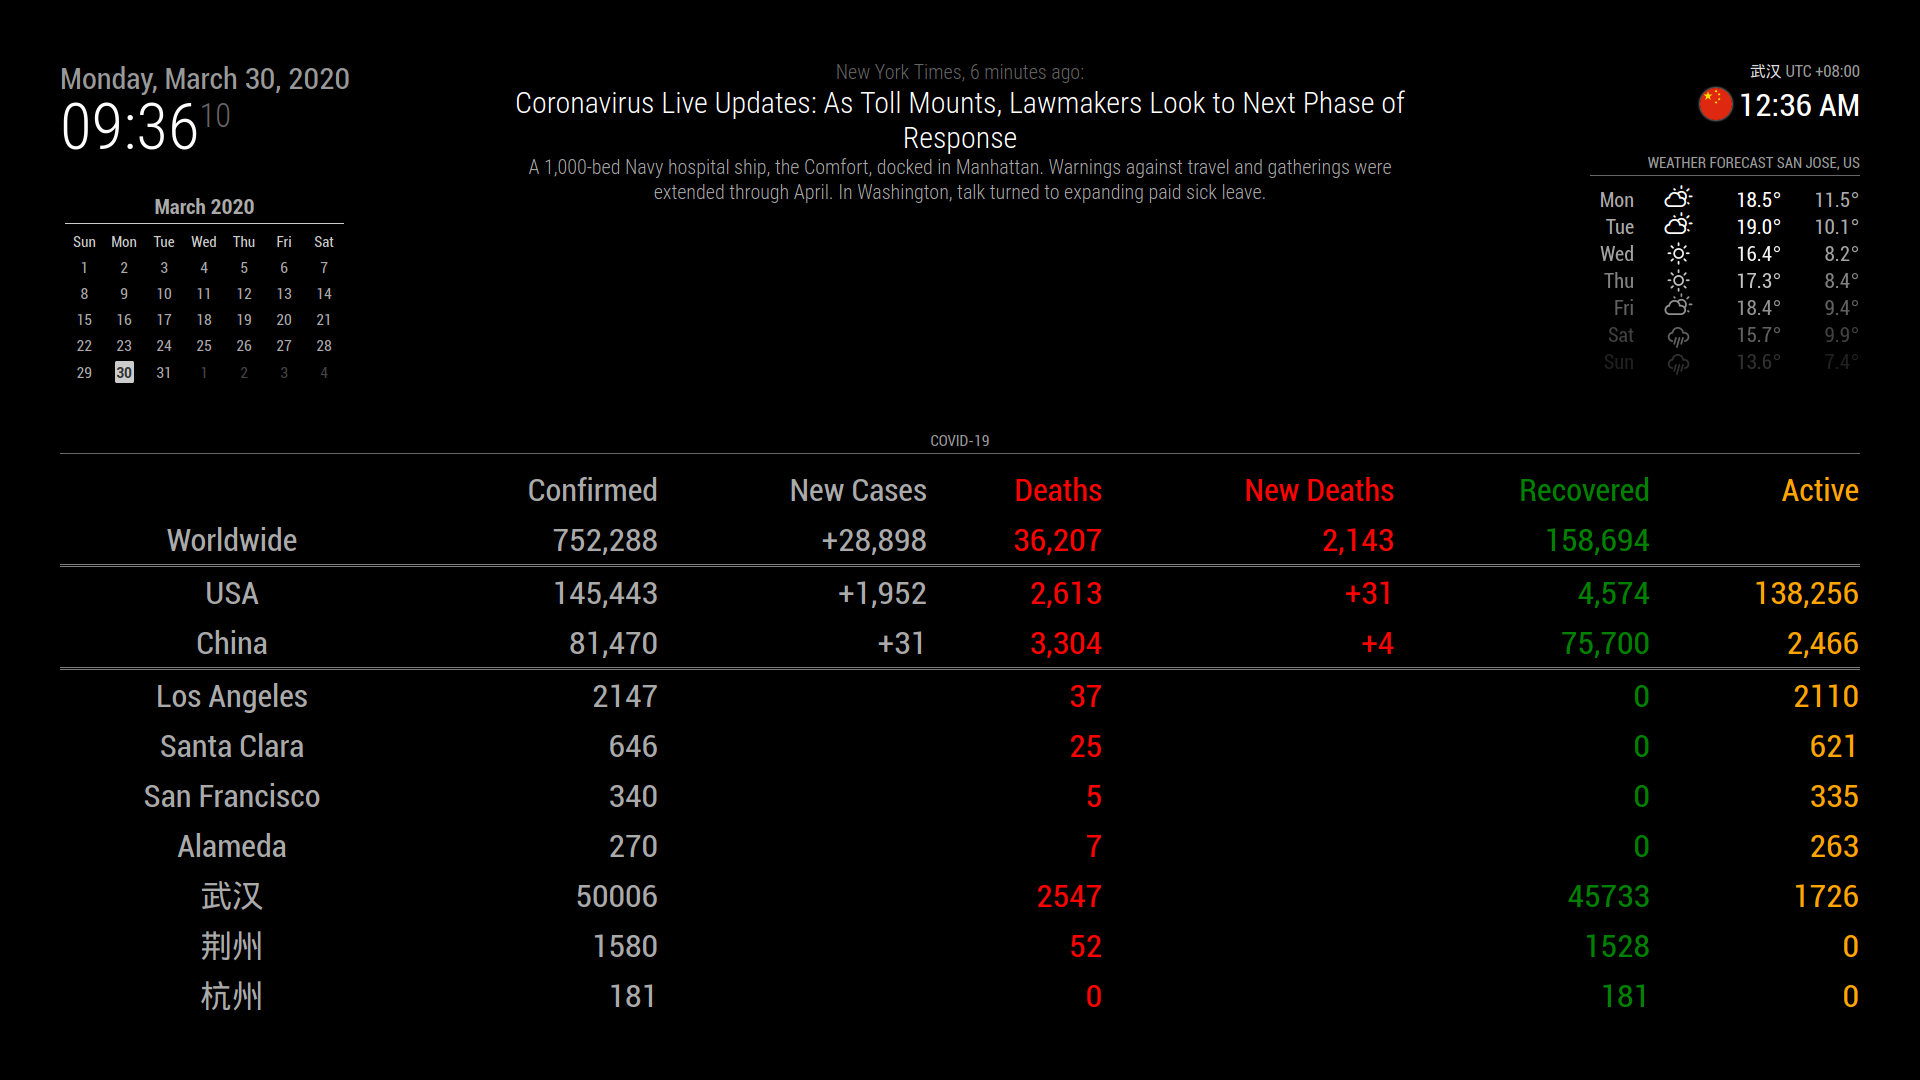 Monday, March 30, 2020
09:36 10
March 2020
Sun Mon Tue Wed Thu Fri Sat
1 2 3 4 5 6 7
8 9 10 11 12 13 14
15 16 17 18 19 20 21
22 23 24 25 26 27 28
29 30 31 1 2 3 4
New York Times, 6 minutes ago:
Coronavirus Live Updates: As Toll Mounts, Lawmakers Look to Next Phase of
Response
A 1,000-bed Navy hospital ship, the Comfort, docked in Manhattan. Warnings against travel and gatherings were
extended through April. In Washington, talk turned to expanding paid sick leave.
武汉 UTC +08:00
12:36 AM
WEATHER FORECAST SAN JOSE, US
Mon 18.5° 11.5°
Tue 19.0° 10.1°
Wed 16.4° 8.2°
Thu 17.3° 8.4°
Fri 18.4° 9.4°
Sat 15.7° 9.9°
Sun 13.6° 7.4°
COVID-19
Confirmed New Cases Deaths New Deaths Recovered Active
Worldwide 752,288 +28,898 36,207 2,143 158,694
USA 145,443 +1,952 2,613 +31 4,574 138,256
China 81,470 +31 3,304 +4 75,700 2,466
Los Angeles 2147 37 0 2110
Santa Clara 646 25 0 621
San Francisco 340 5 0 335
Alameda 270 7 0 263
武汉 50006 2547 45733 1726
荆州 1580 52 1528 0
杭州 181 0 181 0